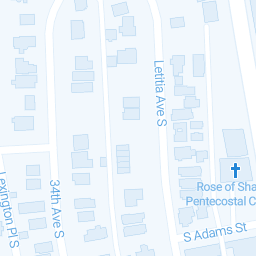 Letitia Ave S
Rose of Sha
Pentecostal C
34th Ave S
Lexington Pl S
S Adams St